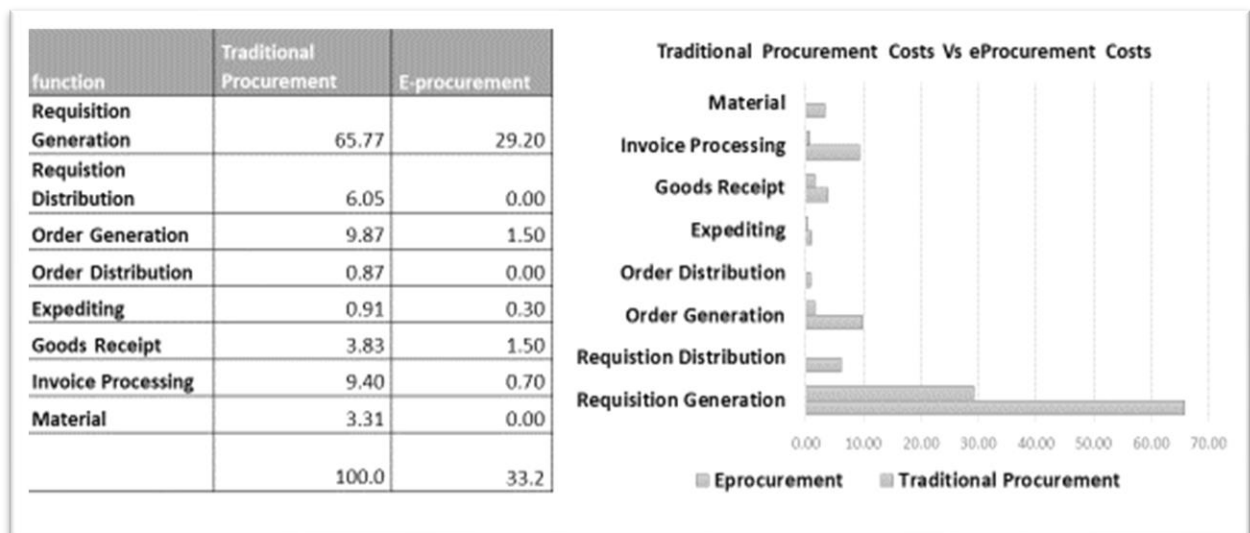 function
Traditional
Procurement
E-procurement
Requisition
Generation
65.77
29.20
Requistion
Distribution
6.05
0.00
Order Generation
9.87
1.50
Order Distribution
0.87
0.00
Expediting
0.91
0.30
Goods Receipt
3.83
1.50
Invoice Processing
9.40
0.70
Material
3.31
0.00
100.0
33.2
Traditional Procurement Costs Vs eProcurement Costs
Material
Invoice Processing
Goods Receipt
Expediting
Order Distribution
Order Generation
Requistion Distribution
Requisition Generation
0.00 10.00 20.00 30.00 40.00 50.00 60.00 70.00
Eprocurement Traditional Procurement